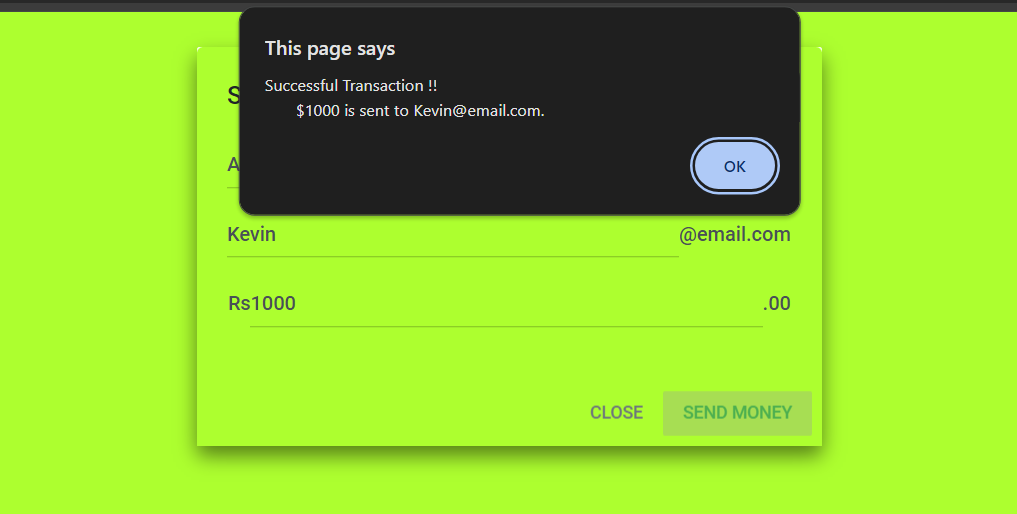 This page says
Successful Transaction !!
$1000 is sent to Kevin@email.com.
OK
Kevin @email.com
Rs1000 .00
CLOSE SEND MONEY